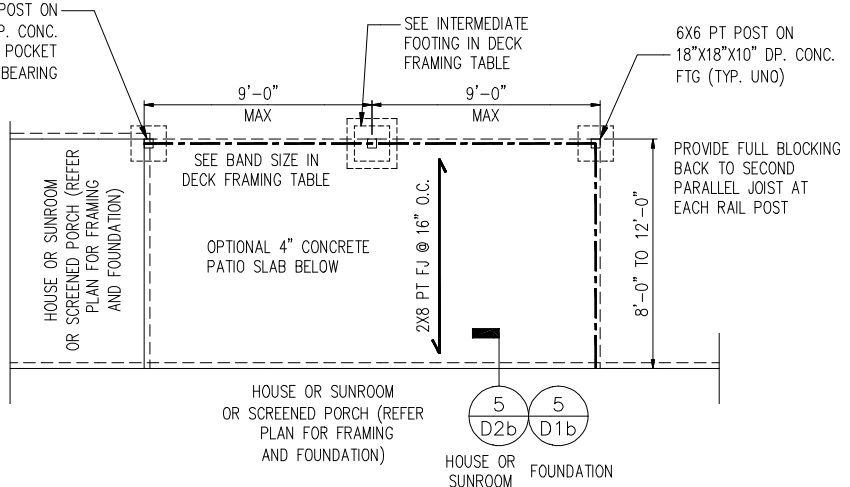 POST ON
P. CONC.
POCKET
BEARING
SEE INTERMEDIATE
FOOTING IN DECK
FRAMING TABLE
6X6 PT POST ON
18"X18"X10" DP. CONC.
FTG (TYP. UNO)
9'-0"
MAX
9'-0"
MAX
SEE BAND SIZE IN
DECK FRAMING TABLE
PROVIDE FULL BLOCKING
BACK TO SECOND
PARALLEL JOIST AT
EACH RAIL POST
HOUSE OR SUNROOM
OR SCREENED PORCH (REFER
PLAN FOR FRAMING
AND FOUNDATION)
OPTIONAL 4" CONCRETE
PATIO SLAB BELOW
2X8 PT FJ @ 16" O.C.
8'-0" TO 12'-0"
HOUSE OR SUNROOM
OR SCREENED PORCH (REFER
PLAN FOR FRAMING
AND FOUNDATION)
5
D2b
5
D1b
HOUSE OR
SUNROOM
FOUNDATION